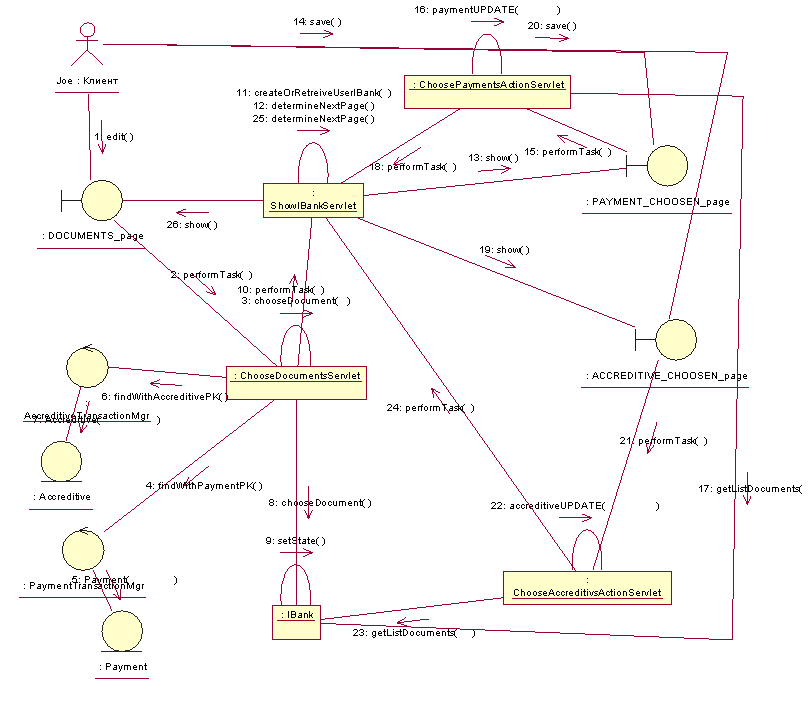 16: paymentUPDATE( )
14: save( )
20: save( )
Joe : Клиент
: ChoosePaymentsActionServlet
11: createOrRetreiveUserIBank( )
12: determineNextPage( )
25: determineNextPage( )
1: edit( )
18: performTask( )
13: show( )
15: performTask( )
:
ShowIBankServlet
: PAYMENT_CHOOSEN_page
26: show( )
: DOCUMENTS_page
19: show( )
2: performTask( )
10: performTask( )
3: chooseDocument( )
: ChooseDocumentsServlet
: ACCREDITIVE_CHOOSEN_page
6: findWithAccreditivePK( )
:
AccreditiveTransactionMgr
7: Accreditive( )
24: performTask( )
21: performTask( )
: Accreditive
4: findWithPaymentPK( )
8: chooseDocument( )
22: accreditiveUPDATE( )
17: getListDocuments(
9: setState( )
: PaymentTransactionMgr
5: Payment( )
:
ChooseAccreditivsActionServlet
: IBank
23: getListDocuments( )
: Payment